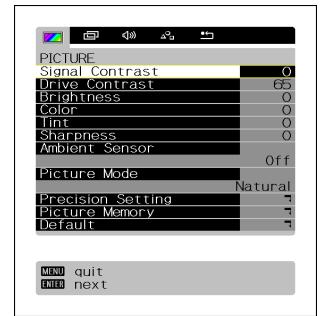 PICTURE
Signal Contrast 0
Drive Contrast 65
Brightness 0
Color 0
Tint 0
Sharpness 0
Ambient Sensor
Off
Picture Mode
Natural
Precision Setting
Picture Memory
Default
MENU quit
ENTER next